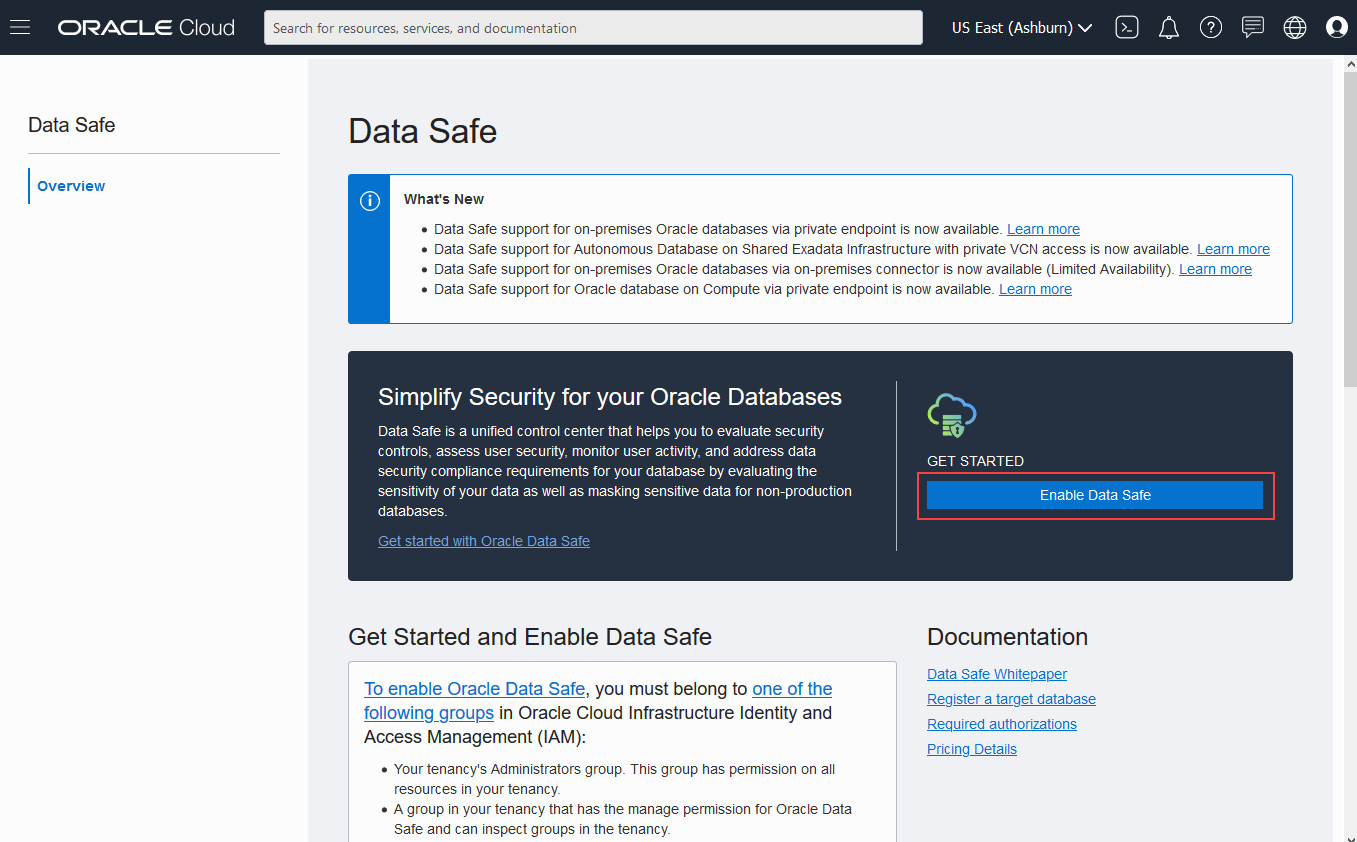 ORACLE Cloud
Search for resources, services, and documentation
US East (Ashburn)
Data Safe
Overview
Data Safe
What's New
Data Safe support for on-premises Oracle databases via private endpoint is now available. Learn more
Data Safe support for Autonomous Database on Shared Exadata Infrastructure with private VCN access is now available. Learn more
Data Safe support for on-premises Oracle databases via on-premises connector is now available (Limited Availability). Learn more
Data Safe support for Oracle database on Compute via private endpoint is now available. Learn more
Simplify Security for your Oracle Databases
Data Safe is a unified control center that helps you to evaluate security
controls, assess user security, monitor user activity, and address data
security compliance requirements for your database by evaluating the
sensitivity of your data as well as masking sensitive data for non-production
databases.
Get started with Oracle Data Safe
GET STARTED
Enable Data Safe
Get Started and Enable Data Safe
To enable Oracle Data Safe, you must belong to one of the
following groups in Oracle Cloud Infrastructure Identity and
Access Management (IAM):
Your tenancy's Administrators group. This group has permission on all
resources in your tenancy.
A group in your tenancy that has the manage permission for Oracle Data
Safe and can inspect groups in the tenancy.
Documentation
Data Safe Whitepaper
Register a target database
Required authorizations
Pricing Details